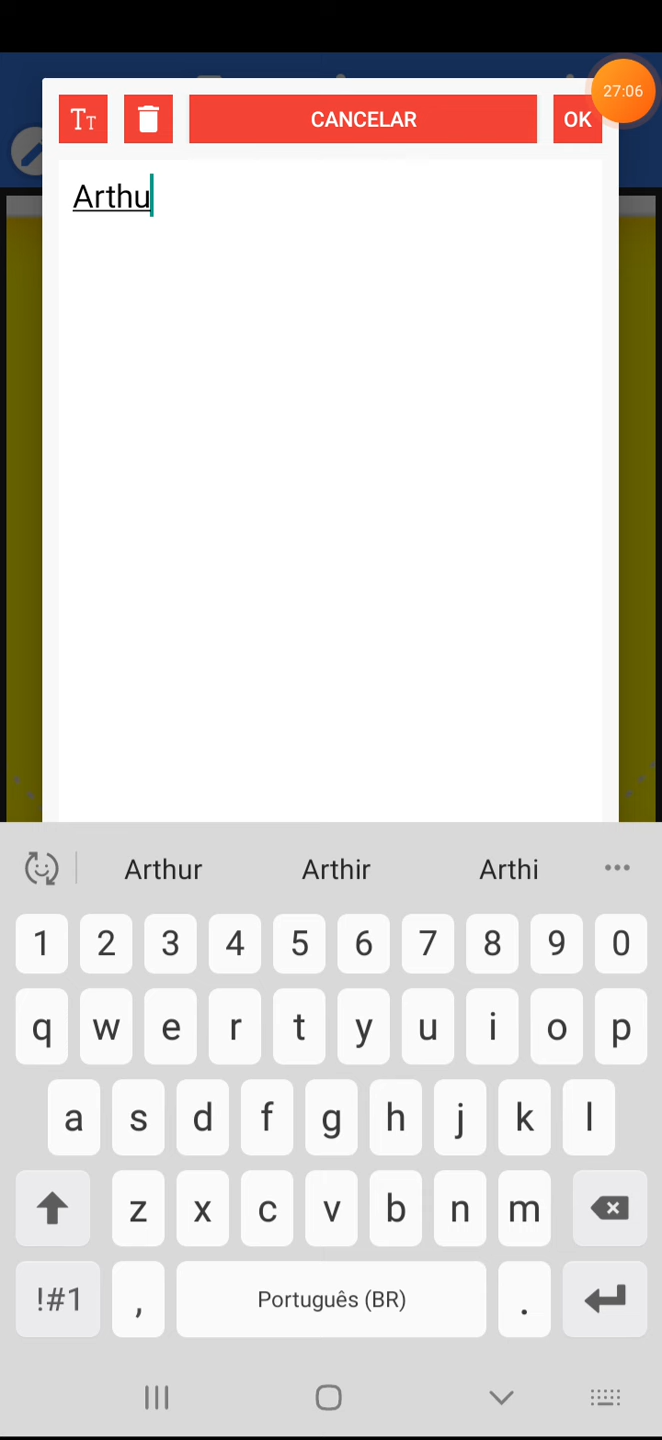 27:06
Tт CANCELAR OK
Arthu
Arthur Arthir Arthi ...
1 2 3 4 5 6 7 8 9 0
q w e r t y u i o p
a s d f g h j k l
z x c v b n m
!#1 , Português (BR) .